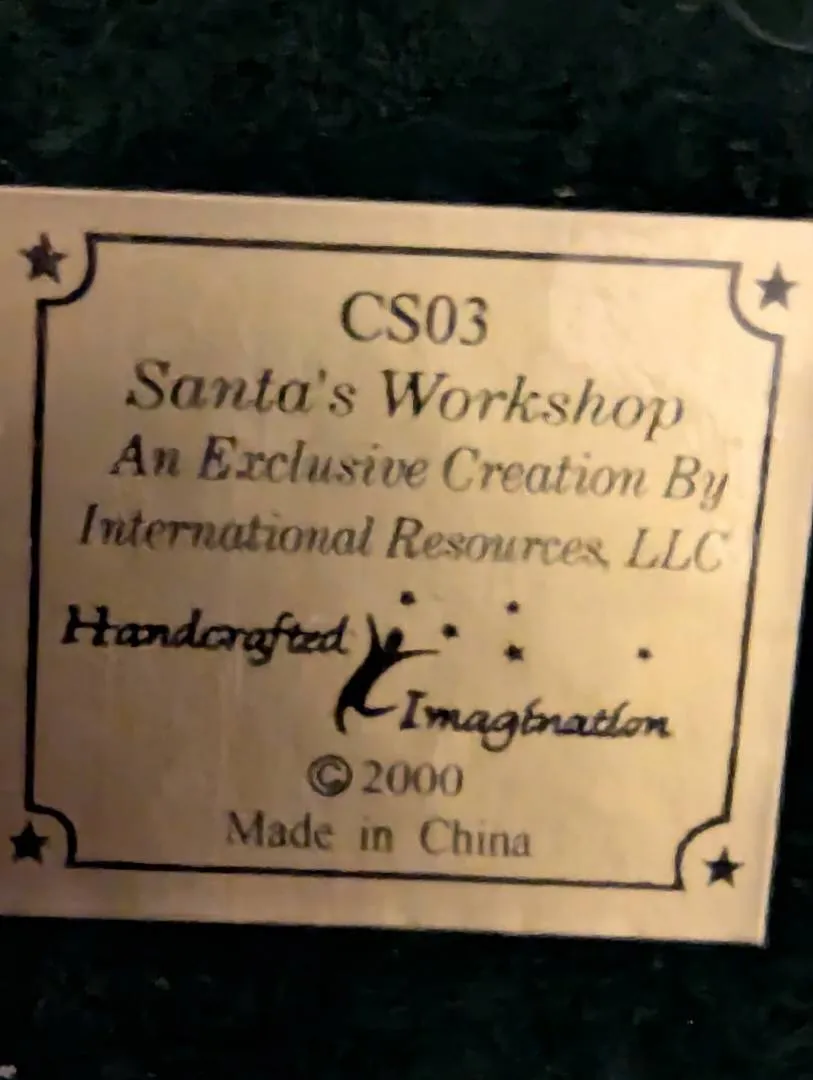 CS03
Santa's Workshop
An Exclusive Creation By
International Resources, LLC
Handcrafted
Imagination
© 2000
Made in China